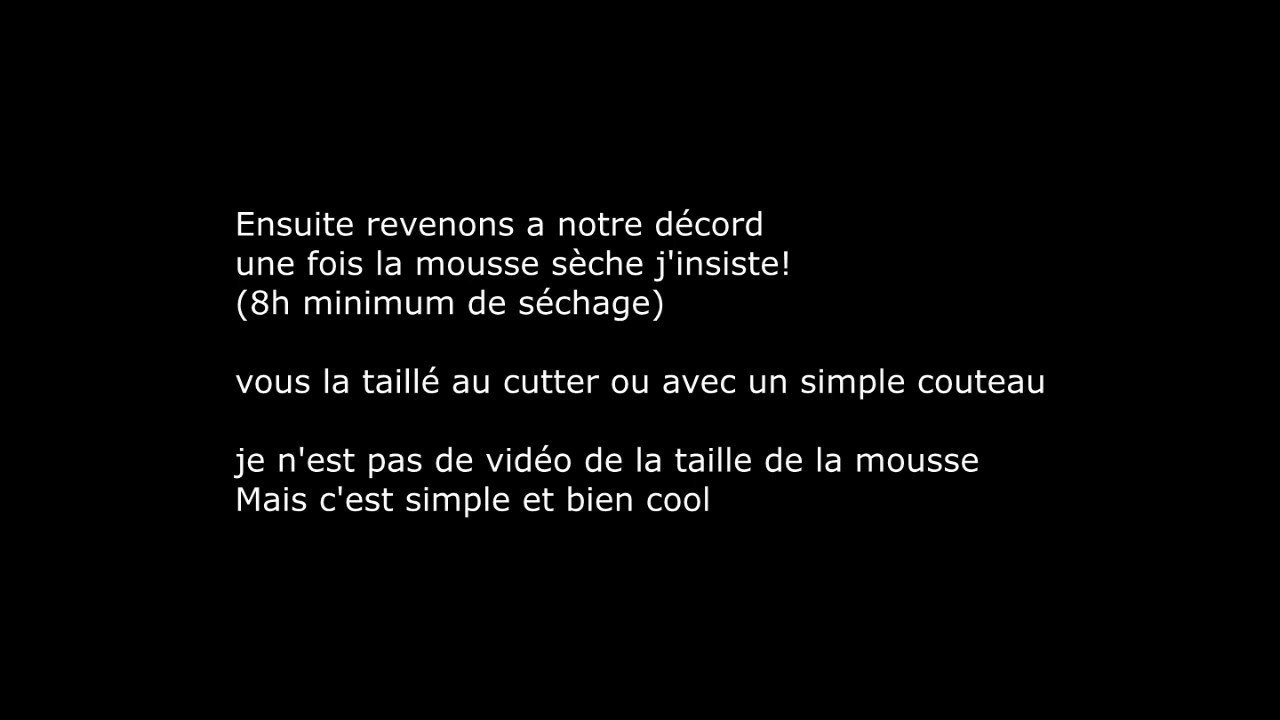 Ensuite revenons a notre décord
une fois la mousse sèche j'insiste!
(8h minimum de séchage)
vous la taillé au cutter ou avec un simple couteau
je n'est pas de vidéo de la taille de la mousse
Mais c'est simple et bien cool